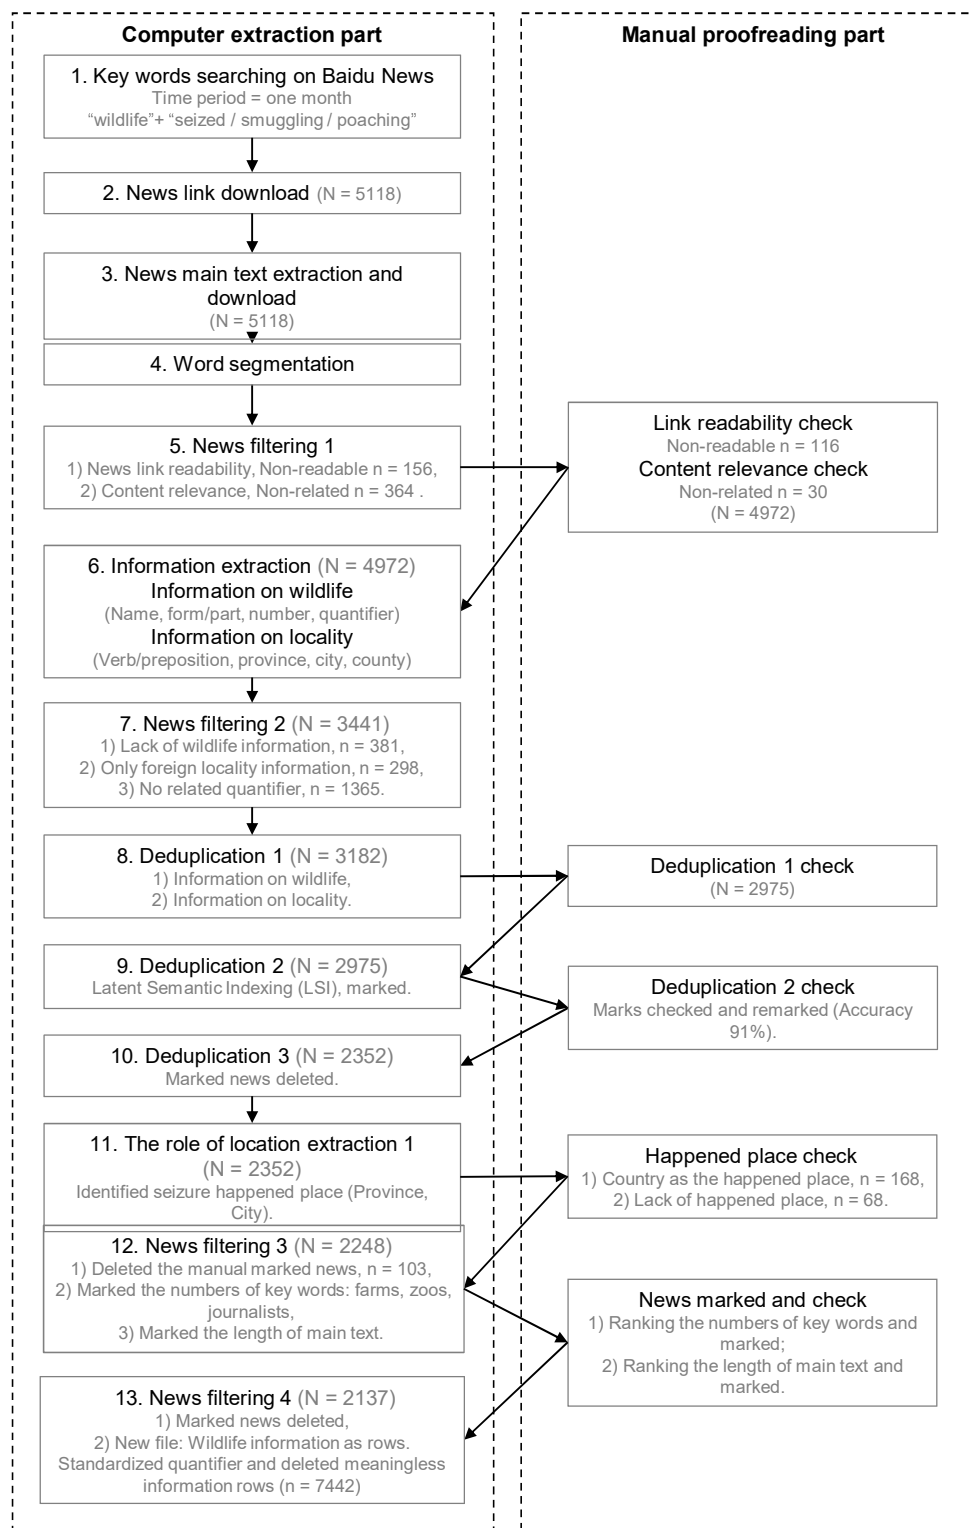 Computer extraction part
1. Key words searching on Baidu News
Time period = one month
“wildlife”+ “seized / smuggling / poaching”
2. News link download (N = 5118)
3. News main text extraction and
download
(N = 5118)
4. Word segmentation
5. News filtering 1
1) News link readability, Non-readable n = 156,
2) Content relevance, Non-related n = 364 .
6. Information extraction (N = 4972)
Information on wildlife
(Name, form/part, number, quantifier)
Information on locality
(Verb/preposition, province, city, county)
7. News filtering 2 (N = 3441)
1) Lack of wildlife information, n = 381,
2) Only foreign locality information, n = 298,
3) No related quantifier, n = 1365.
8. Deduplication 1 (N = 3182)
1) Information on wildlife,
2) Information on locality.
9. Deduplication 2 (N = 2975)
Latent Semantic Indexing (LSI), marked.
10. Deduplication 3 (N = 2352)
Marked news deleted.
11. The role of location extraction 1
(N = 2352)
Identified seizure happened place (Province,
City).
12. News filtering 3 (N = 2248)
1) Deleted the manual marked news, n = 103,
2) Marked the numbers of key words: farms, zoos,
journalists,
3) Marked the length of main text.
13. News filtering 4 (N = 2137)
1) Marked news deleted,
2) New file: Wildlife information as rows.
Standardized quantifier and deleted meaningless
information rows (n = 7442)
Manual proofreading part
Link readability check
Non-readable n = 116
Content relevance check
Non-related n = 30
(N = 4972)
Deduplication 1 check
(N = 2975)
Deduplication 2 check
Marks checked and remarked (Accuracy
91%).
Happened place check
1) Country as the happened place, n = 168,
2) Lack of happened place, n = 68.
News marked and check
1) Ranking the numbers of key words and
marked;
2) Ranking the length of main text and
marked.